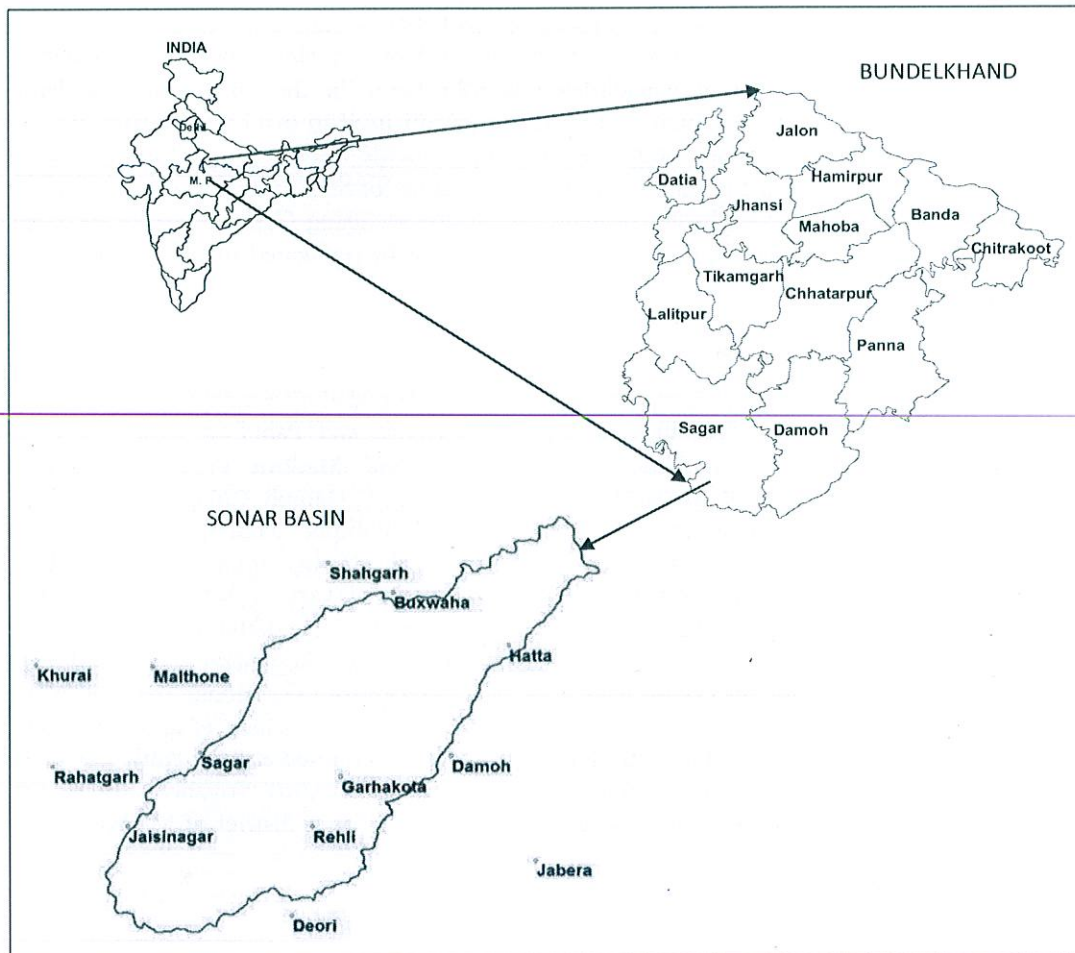 INDIA
BUNDELKHAND
Delhi
M. P.
Jalon
Datia
Hamirpur
Jhansi
Banda
Mahoba
Chitrakoot
Tikamgarh
Chhatarpur
Lalitpur
Panna
Sagar
Damoh
SONAR BASIN
Shahgarh
Buxwaha
Hatta
Khurai
Malthone
Sagar
Damoh
Rahatgarh
Garhakota
Jaisinagar
Rehli
Jabera
Deori